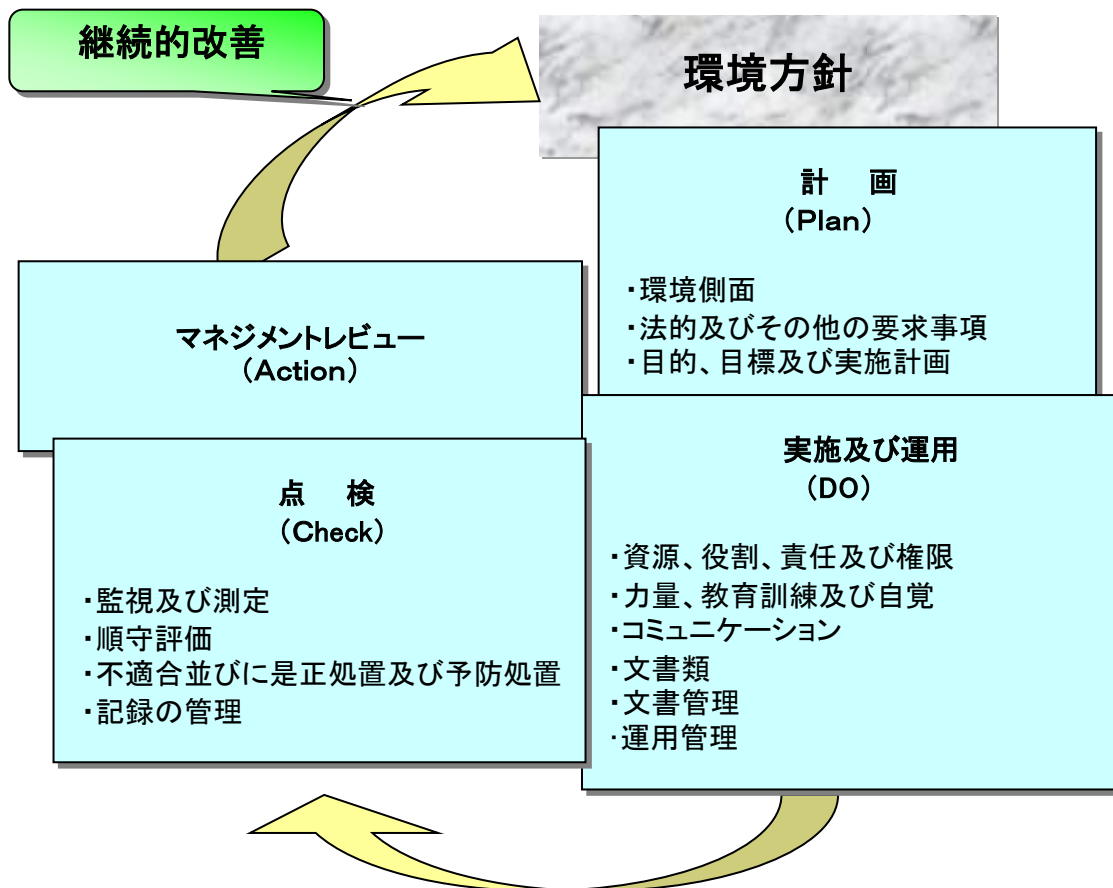 継続的改善
環境方針
計 画
（Plan）
・環境側面
・法的及びその他の要求事項
・目的、目標及び実施計画
マネジメントレビュー
（Action）
実施及び運用
（DO）
・資源、役割、責任及び権限
・力量、教育訓練及び自覚
・コミュニケーション
・文書類
・文書管理
・運用管理
点 検
（Check）
・監視及び測定
・順守評価
・不適合並びに是正処置及び予防処置
・記録の管理